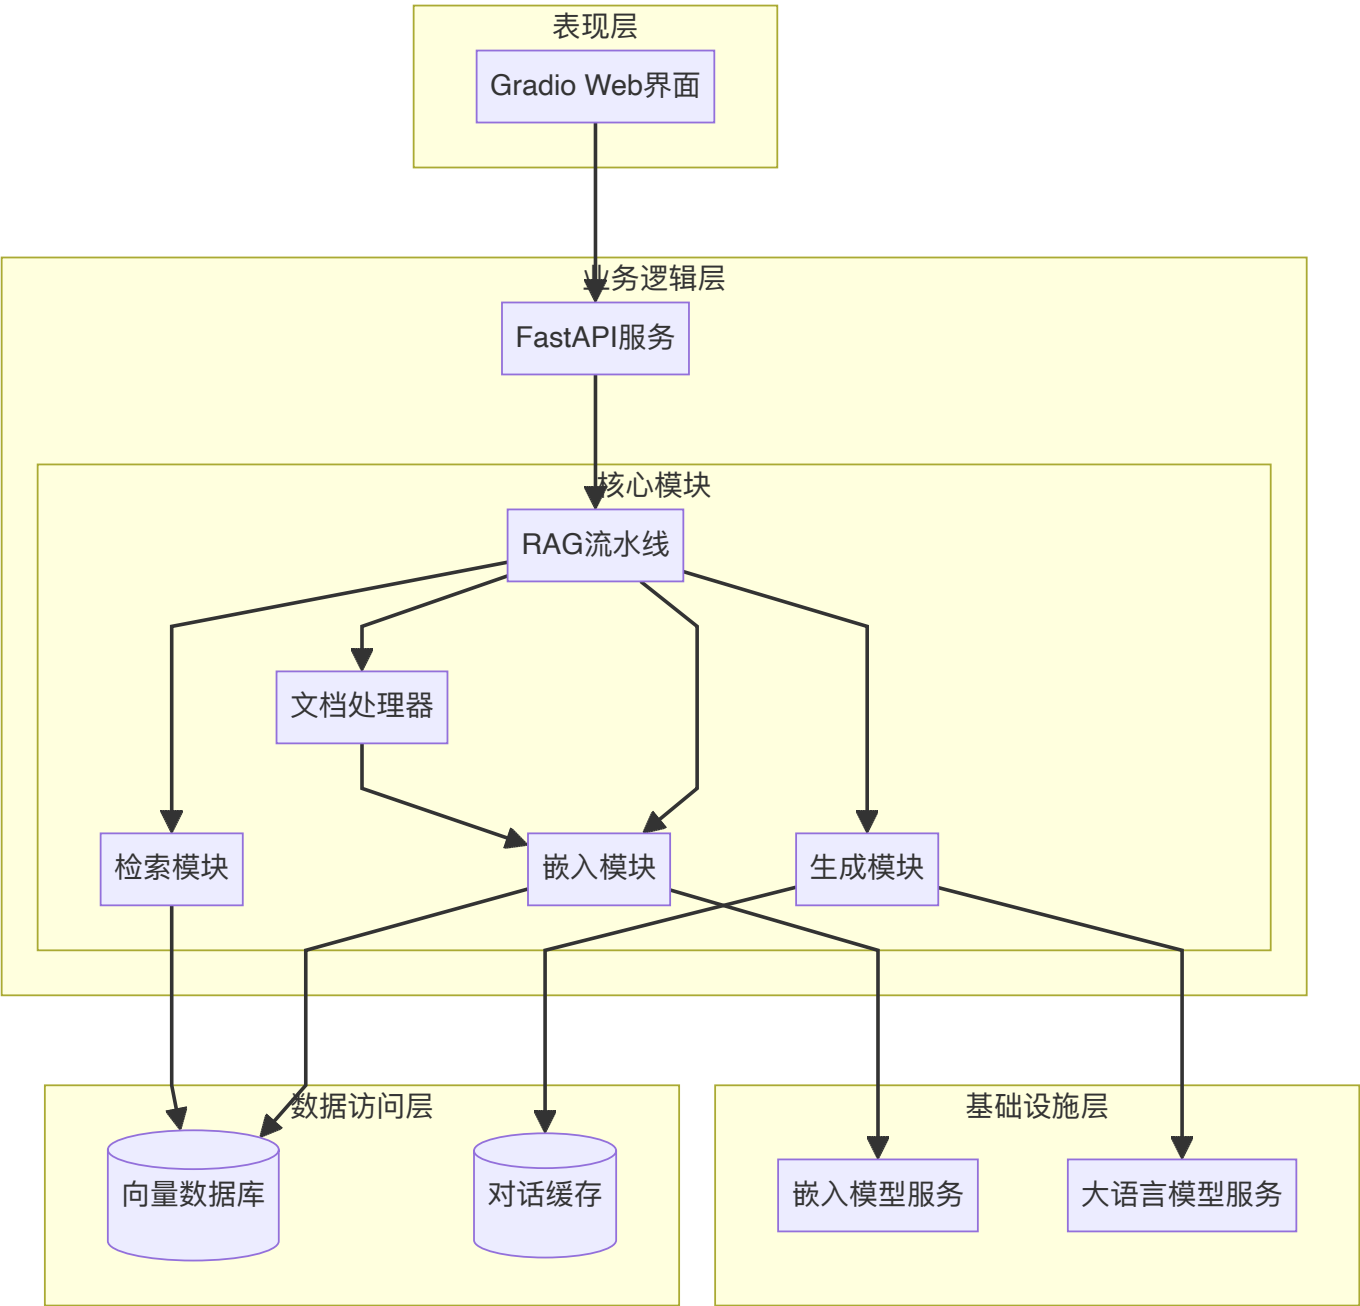 表现层
Gradio Web界面
业务逻辑层
FastAPI服务
核心模块
RAG流水线
文档处理器
检索模块
嵌入模块
生成模块
数据访问层
基础设施层
向量数据库
对话缓存
嵌入模型服务
大语言模型服务